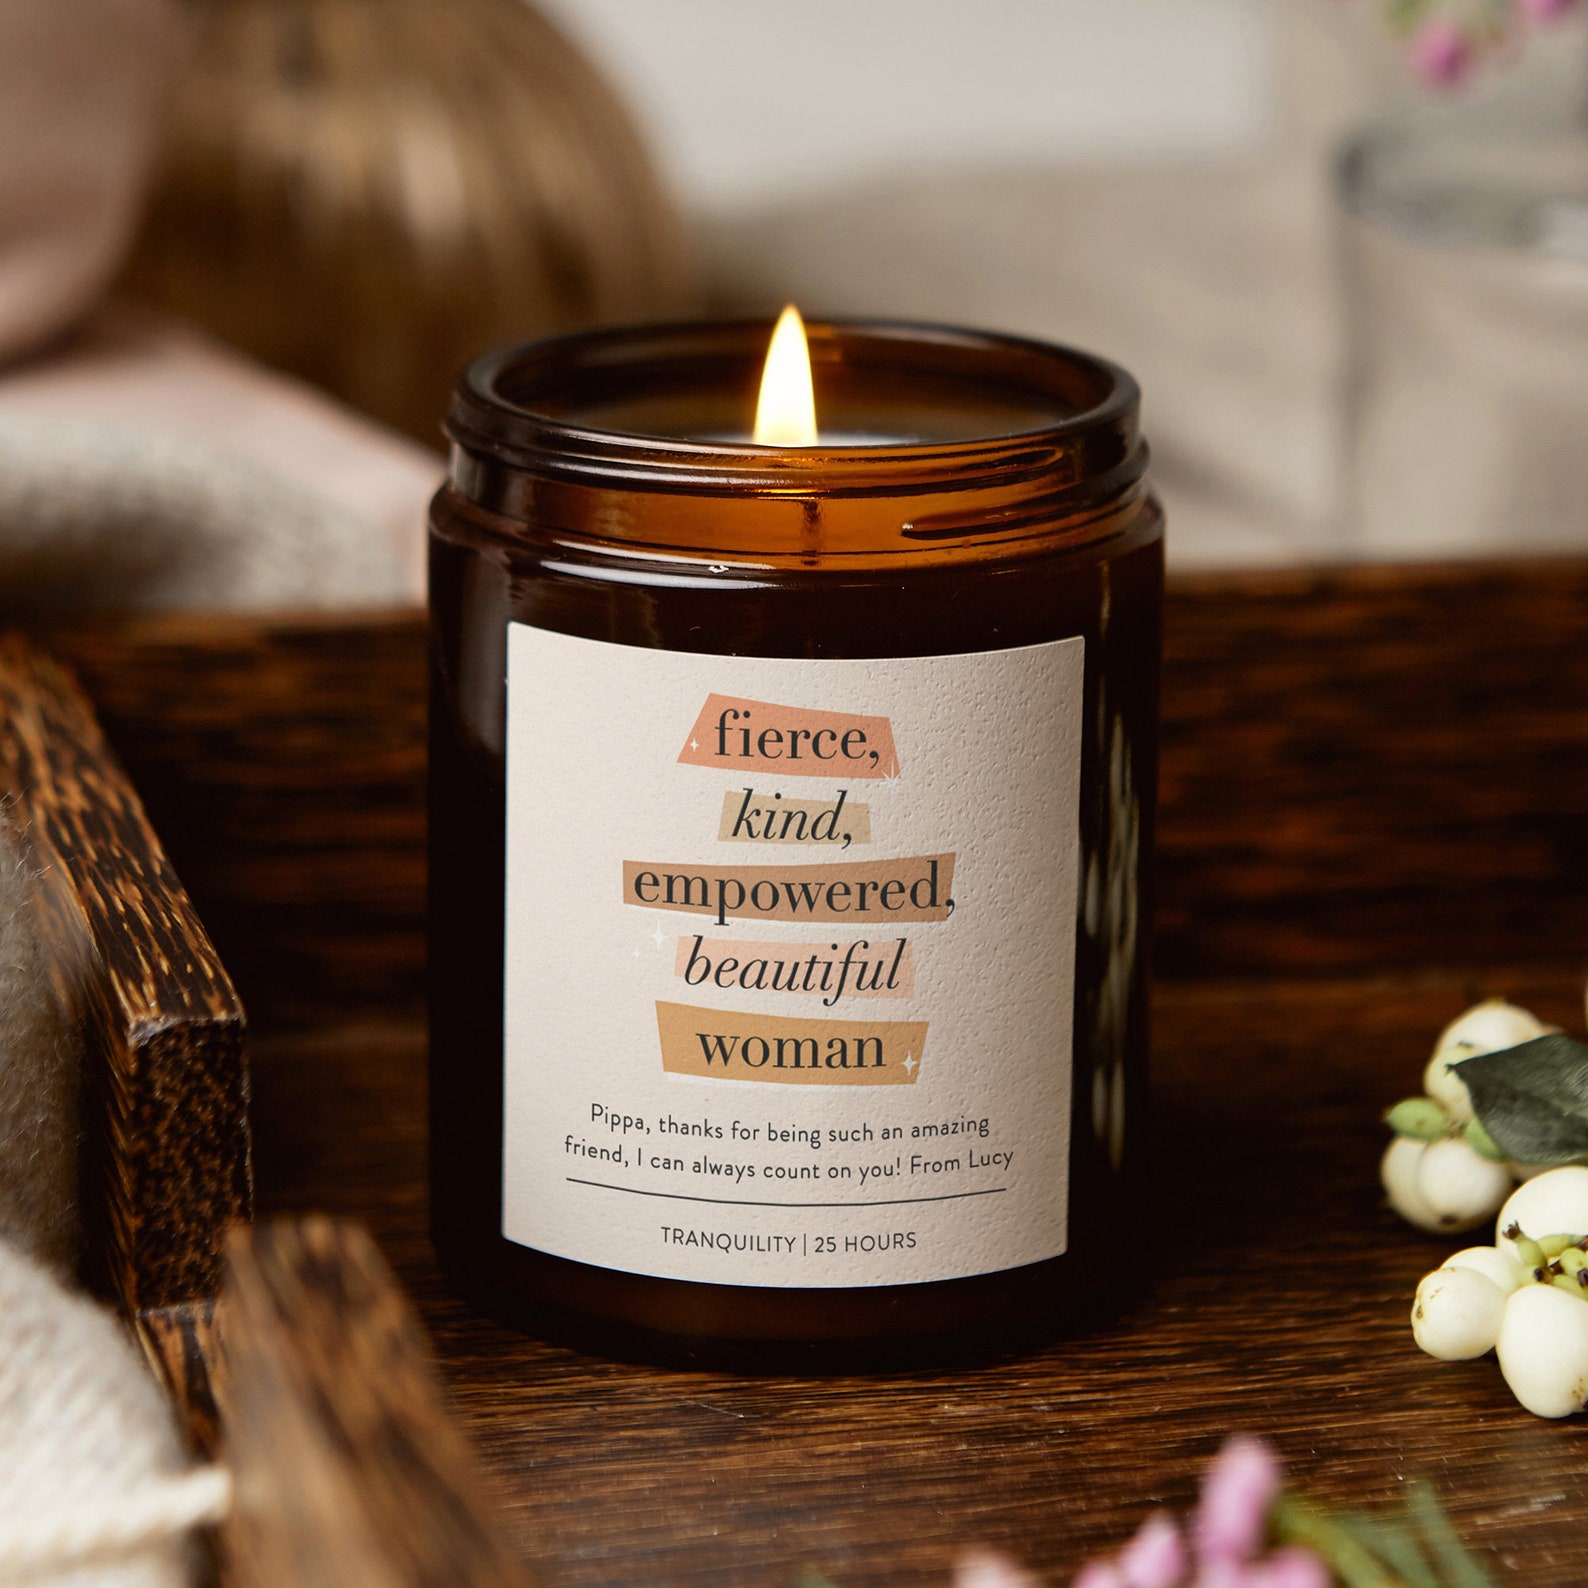 fierce,
kind,
empowered,
beautiful
woman
Pippa, thanks for being such an amazing
friend, I can always count on you! From Lucy
TRANQUILITY | 25 HOURS